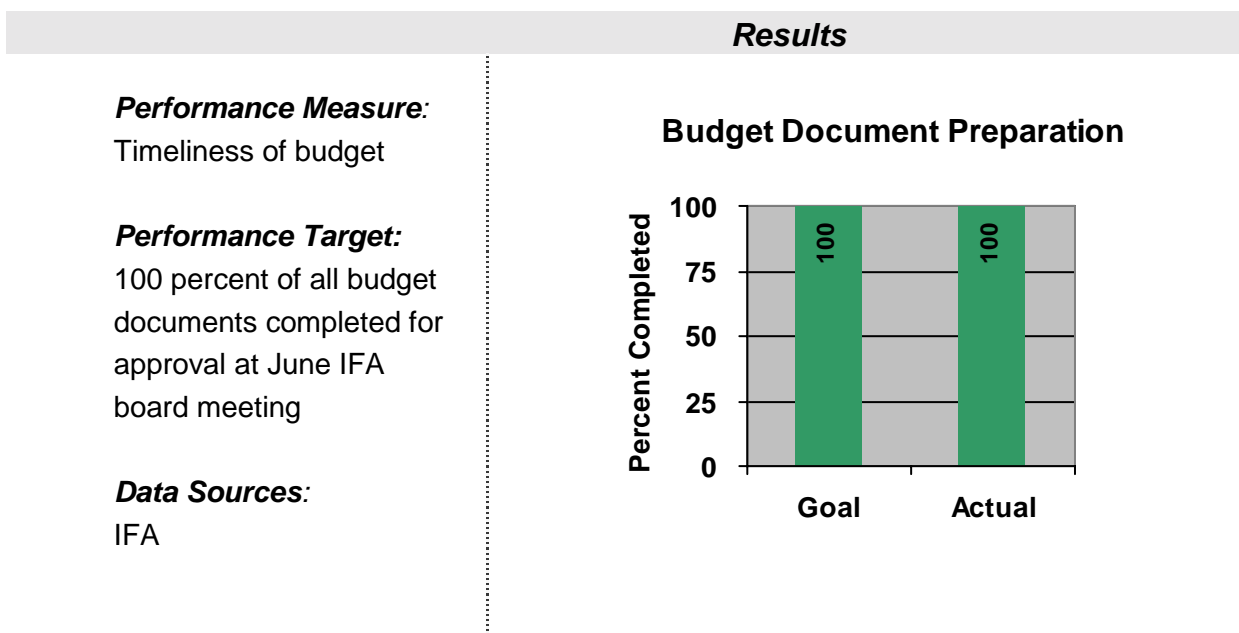 Results
Performance Measure:
Timeliness of budget
Performance Target:
100 percent of all budget
documents completed for
approval at June IFA
board meeting
Data Sources:
IFA
Budget Document Preparation
Percent Completed
100
75
50
25
0
100
100
Goal
Actual